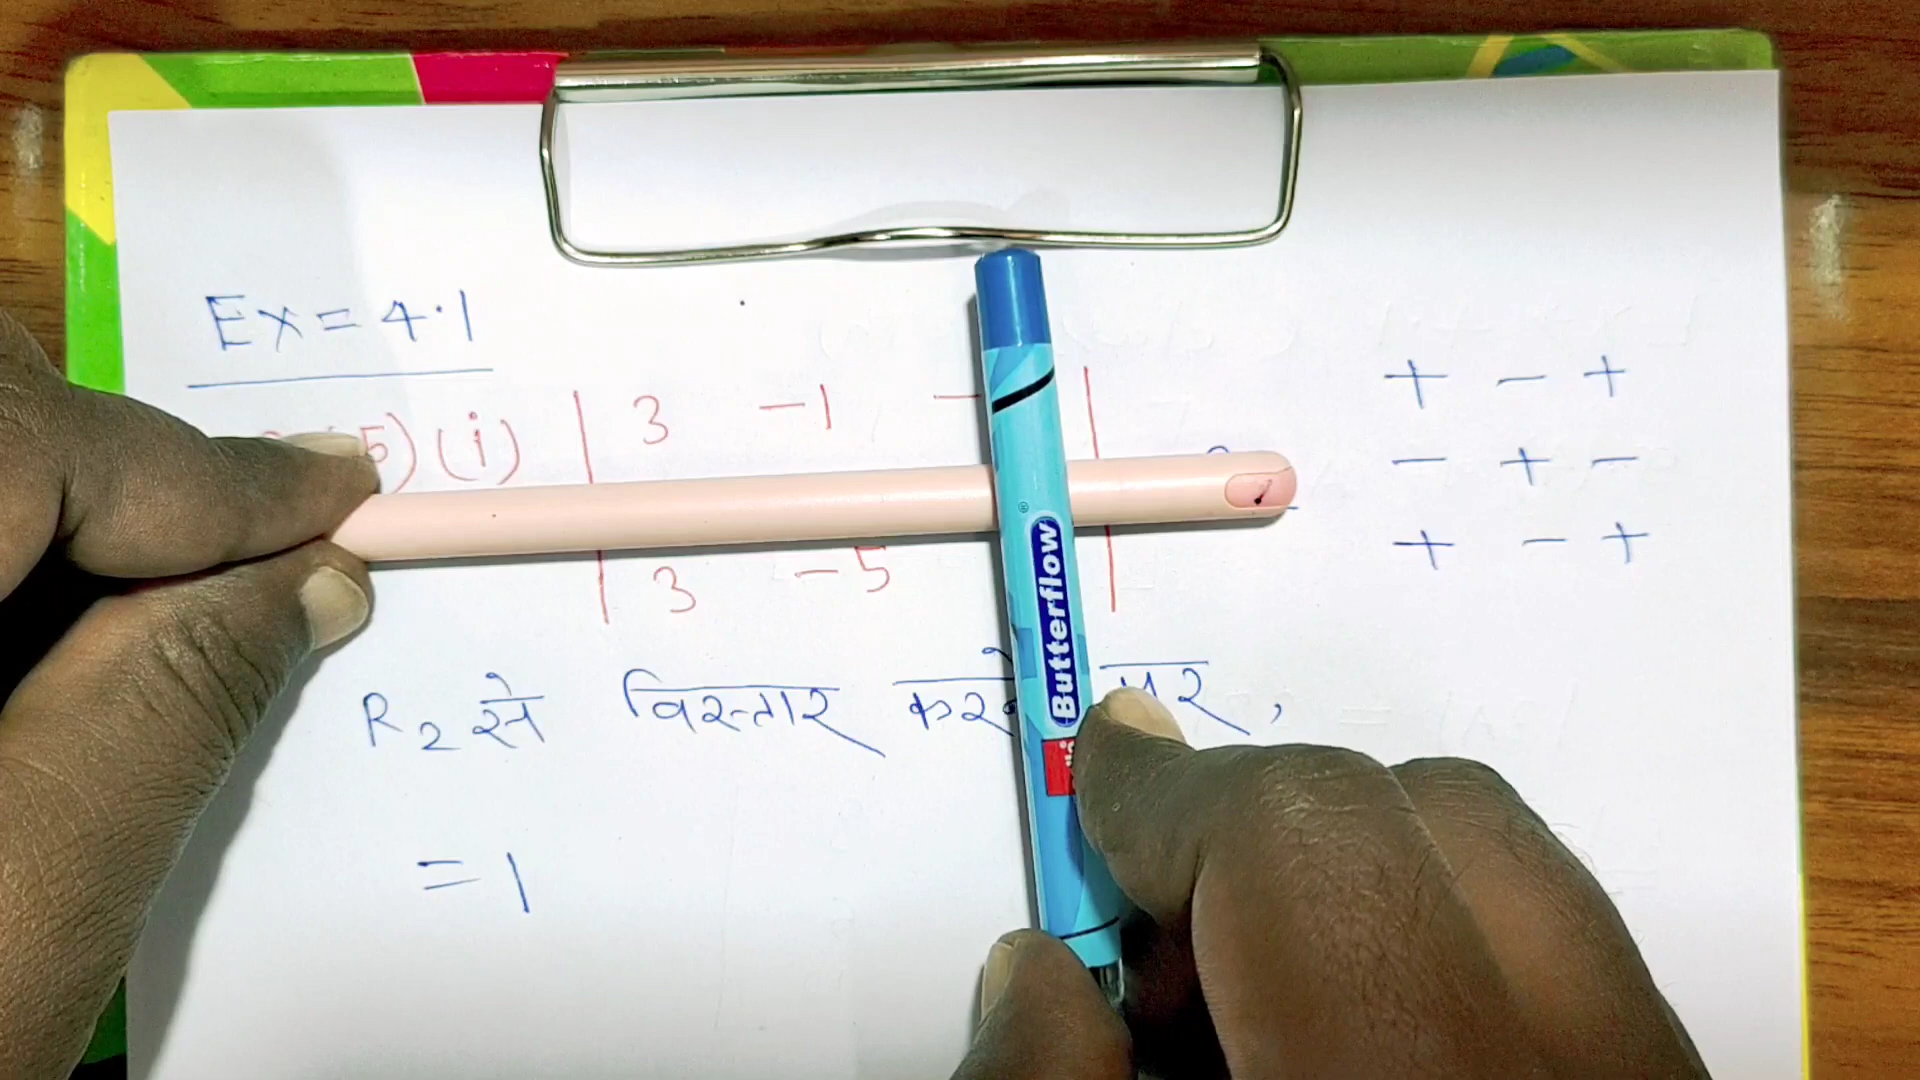 Ex = 4.1
5) (i) | 3 -1 - |
3 -5
+ - +
- + -
+ - +
R2 से विस्तार करने पर,
= 1
Butterflow